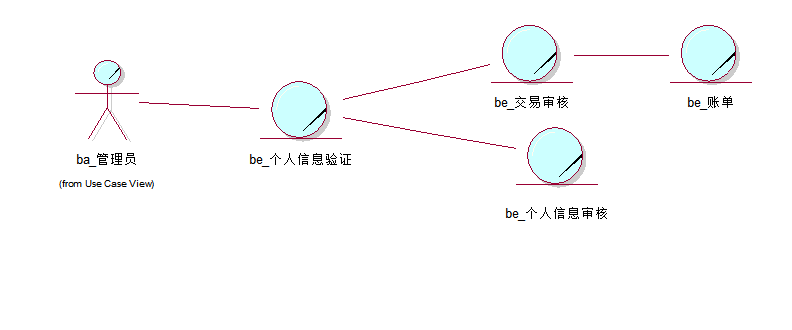 be_交易审核
be_账单
ba_管理员
be_个人信息验证
(from Use Case View)
be_个人信息审核